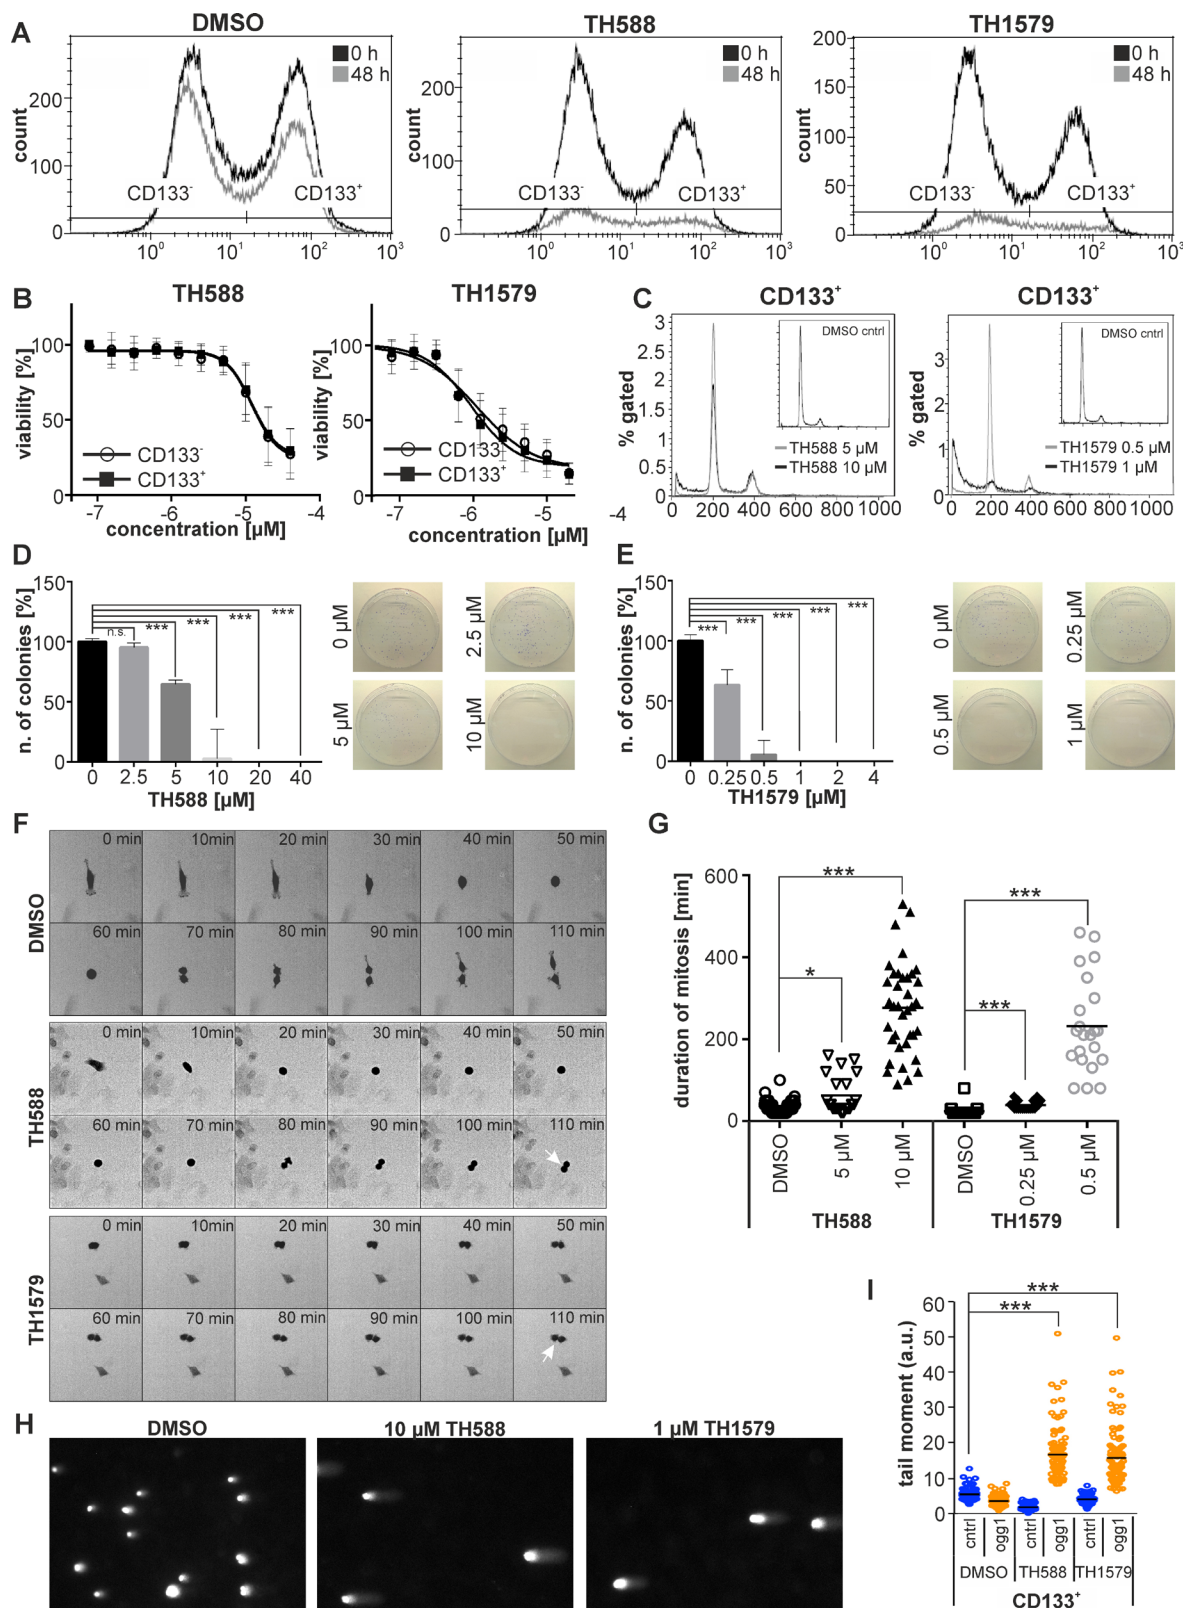 A
DMSO
0 h
48 h
count
200
100
0
CD133-
CD133+
10⁰ 10¹ 10² 10³
TH588
0 h
48 h
count
200
100
0
CD133-
CD133+
10⁰ 10¹ 10² 10³
TH1579
0 h
48 h
count
200
150
100
50
0
CD133-
CD133+
10⁰ 10¹ 10² 10³
B
TH588
viability [%]
100
50
CD133-
CD133+
-7 -6 -5 -4
concentration [µM]
TH1579
viability [%]
100
50
0
CD133-
CD133+
-7 -6 -5 -4
concentration [µM]
C
CD133+
% gated
3
2.5
2
1.5
1
0.5
0
DMSO cntrl
TH588 5 µM
TH588 10 µM
0 200 400 600 800 1000
CD133+
% gated
3
2
1
0
DMSO cntrl
TH1579 0.5 µM
TH1579 1 µM
0 200 400 600 800 1000
D
n. of colonies [%]
150
100
50
0
n.s. *** *** *** ***
0 2.5 5 10 20 40
TH588 [µM]
0 µM
2.5 µM
5 µM
10 µM
E
n. of colonies [%]
150
100
50
0
*** *** *** *** ***
0 0.25 0.5 1 2 4
TH1579 [µM]
0 µM
0.25 µM
0.5 µM
1 µM
F
DMSO
0 min 10min 20 min 30 min 40 min 50 min
60 min 70 min 80 min 90 min 100 min 110 min
TH588
0 min 10min 20 min 30 min 40 min 50 min
60 min 70 min 80 min 90 min 100 min 110 min
TH1579
0 min 10min 20 min 30 min 40 min 50 min
60 min 70 min 80 min 90 min 100 min 110 min
G
duration of mitosis [min]
600
400
200
0
*
***
***
***
DMSO 5 µM 10 µM DMSO 0.25 µM 0.5 µM
TH588 TH1579
H
DMSO
10 µM TH588
1 µM TH1579
I
tail moment (a.u.)
60
50
40
30
20
10
0
***
***
cntrl ogg1 cntrl ogg1 cntrl ogg1
DMSO TH588 TH1579
CD133+